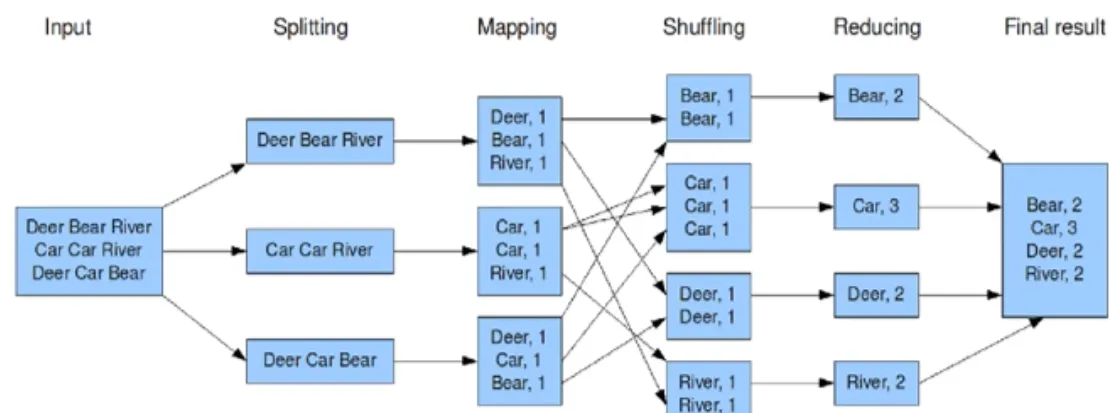 Input
Splitting
Mapping
Shuffling
Reducing
Final result
Deer Bear River
Car Car River
Deer Car Bear
Deer Bear River
Car Car River
Deer Car Bear
Deer, 1
Bear, 1
River, 1
Car, 1
Car, 1
River, 1
Deer, 1
Car, 1
Bear, 1
Bear, 1
Bear, 1
Car, 1
Car, 1
Car, 1
Deer, 1
Deer, 1
River, 1
River, 1
Bear, 2
Car, 3
Deer, 2
River, 2
Bear, 2
Car, 3
Deer, 2
River, 2